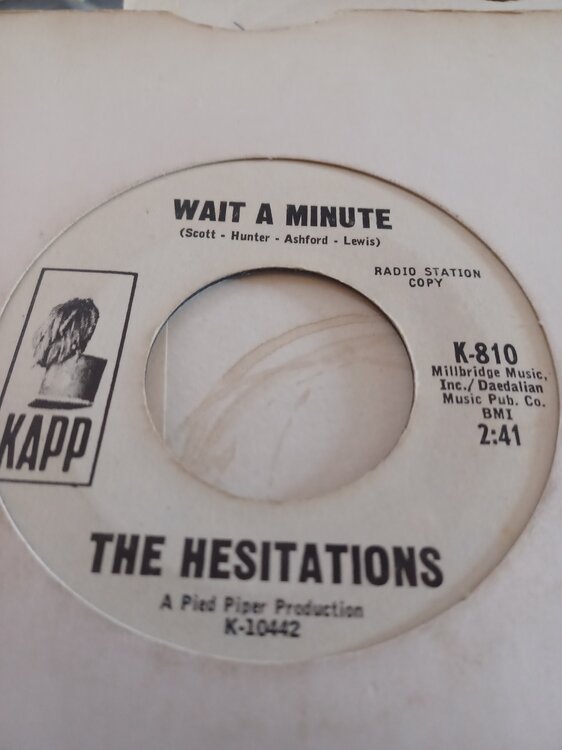 WAIT A MINUTE
(Scott - Hunter - Ashford - Lewis)
RADIO STATION
COPY
K-810
Millbridge Music,
Inc./ Daedalian
Music Pub. Co.
BMI
2:41
KAPP
THE HESITATIONS
A Pied Piper Production
K-10442